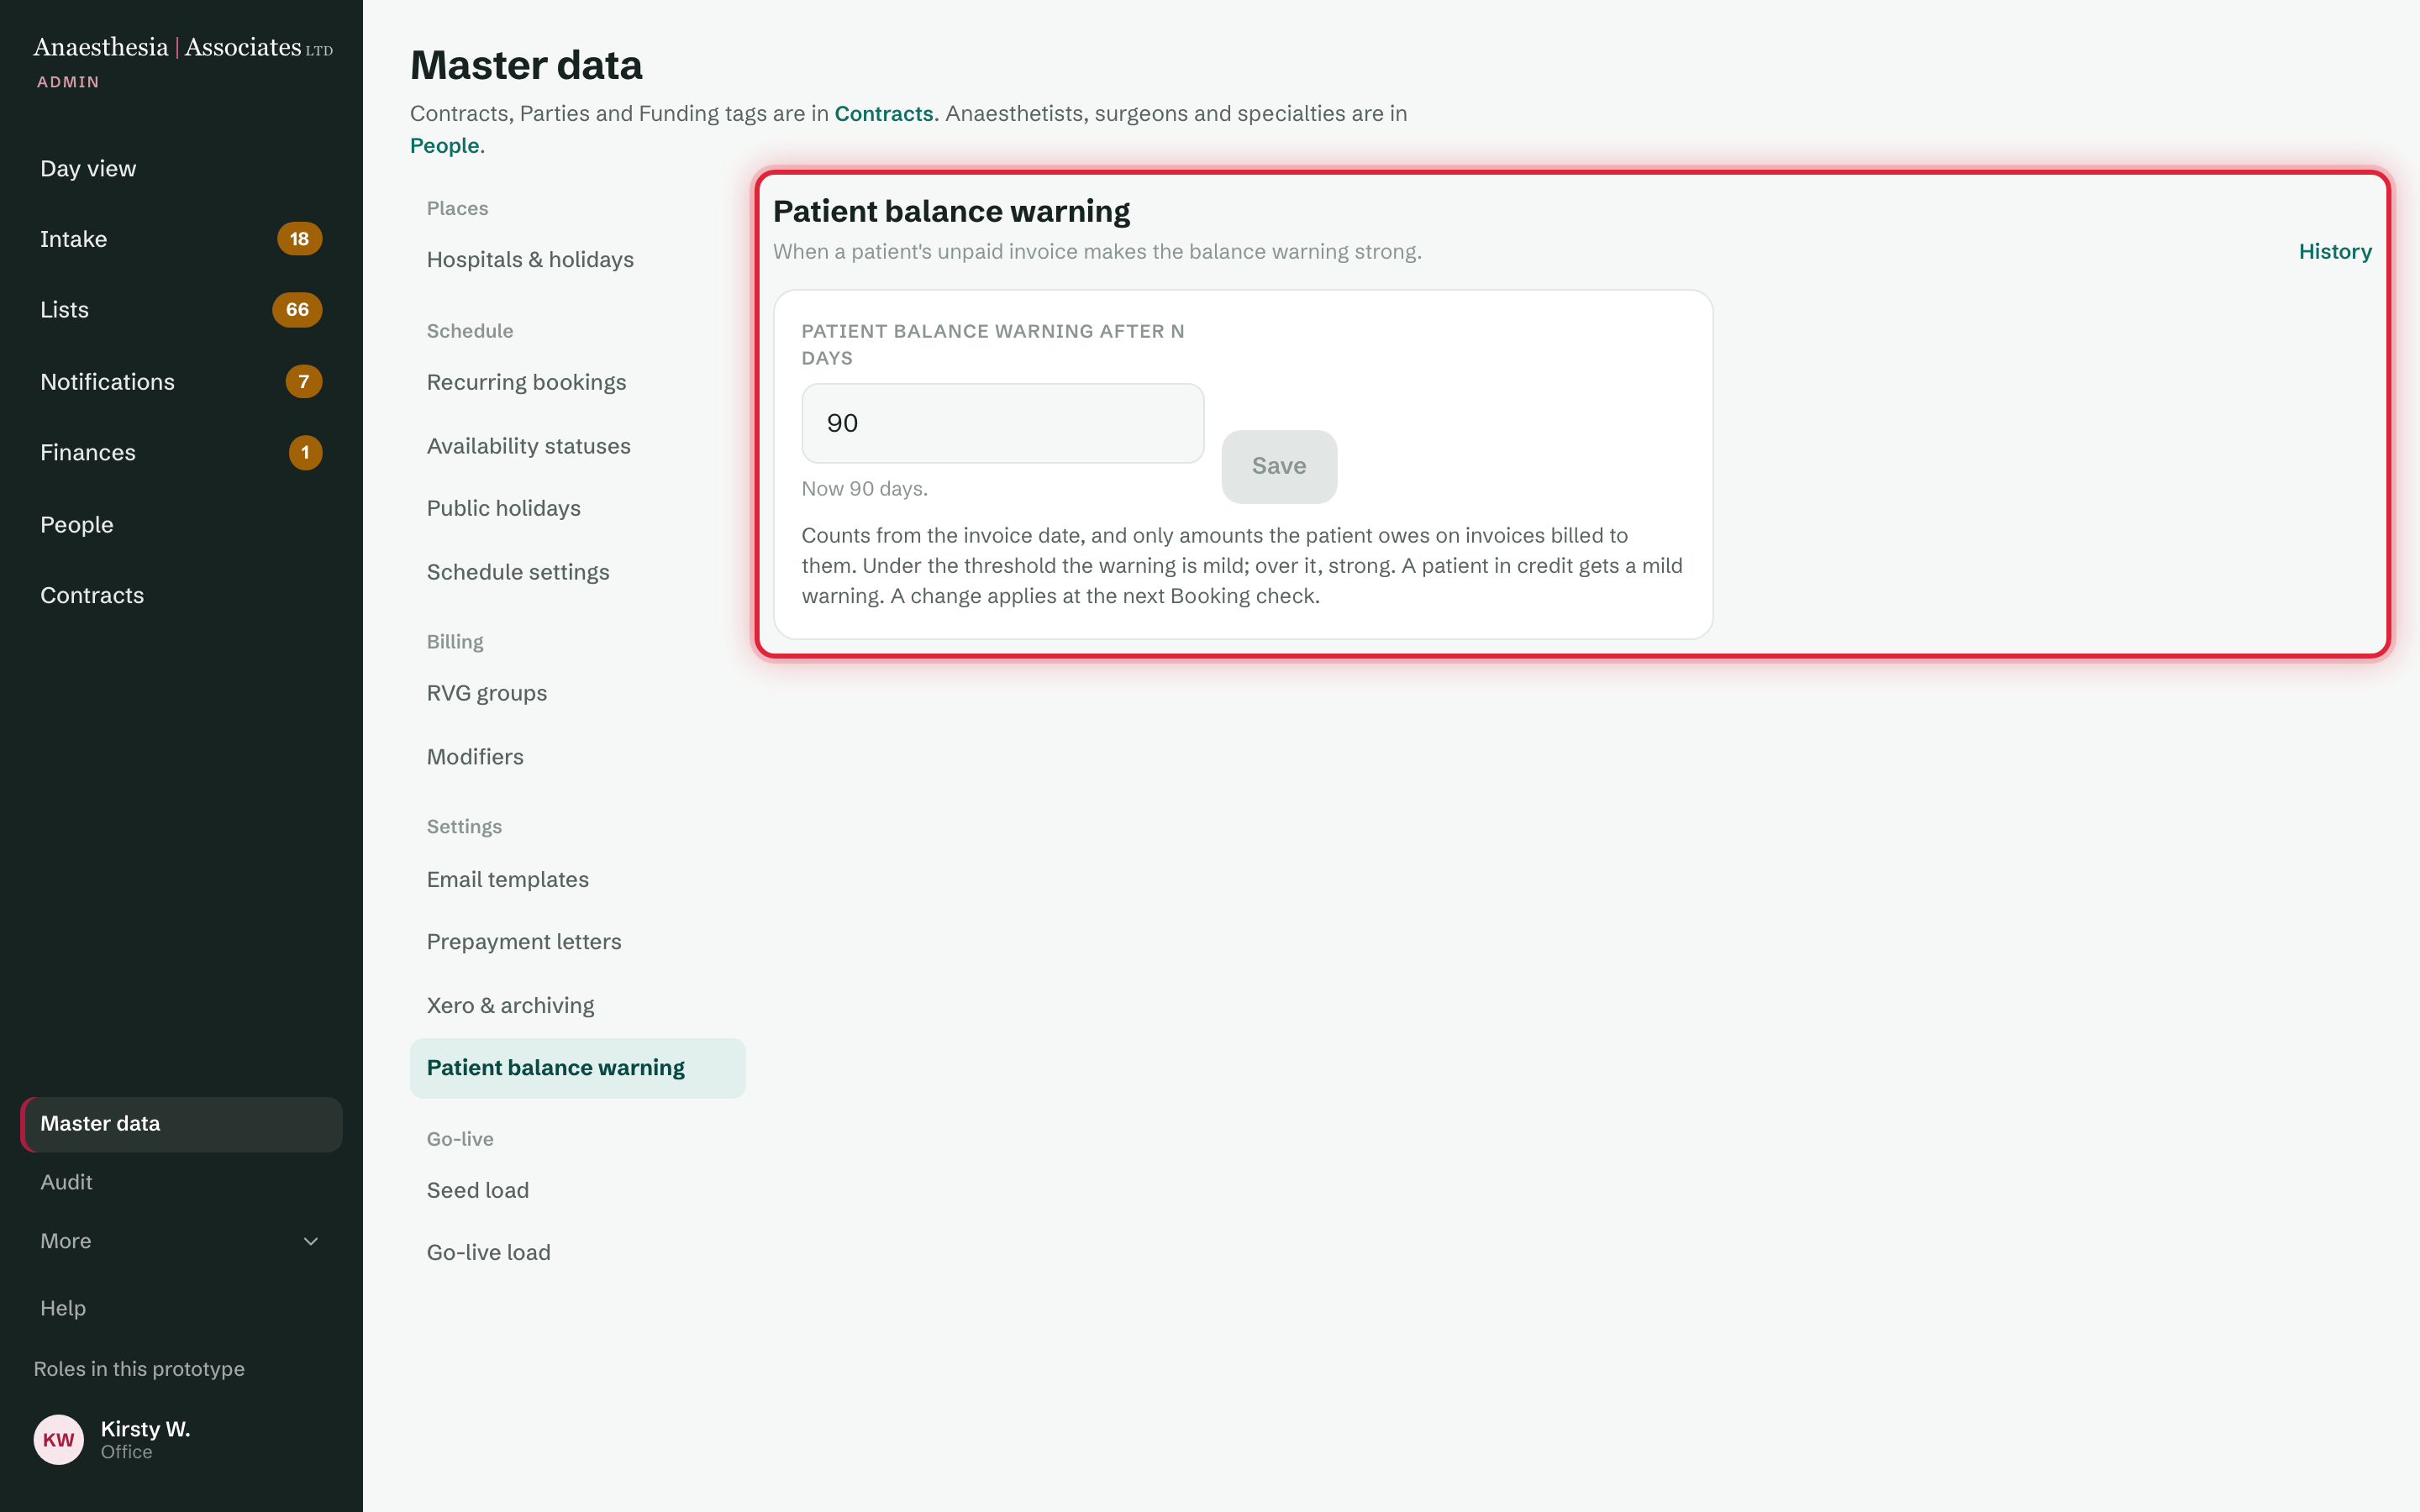 Anaesthesia | Associates LTD
ADMIN
Day view
Intake 18
Lists 66
Notifications 7
Finances 1
People
Contracts
Master data
Audit
More
Help
Roles in this prototype
KW Kirsty W.
Office
Master data
Contracts, Parties and Funding tags are in Contracts. Anaesthetists, surgeons and specialties are in
People.
Places
Hospitals & holidays
Schedule
Recurring bookings
Availability statuses
Public holidays
Schedule settings
Billing
RVG groups
Modifiers
Settings
Email templates
Prepayment letters
Xero & archiving
Patient balance warning
Go-live
Seed load
Go-live load
Patient balance warning
When a patient's unpaid invoice makes the balance warning strong.
History
PATIENT BALANCE WARNING AFTER N
DAYS
90
Save
Now 90 days.
Counts from the invoice date, and only amounts the patient owes on invoices billed to
them. Under the threshold the warning is mild; over it, strong. A patient in credit gets a mild
warning. A change applies at the next Booking check.